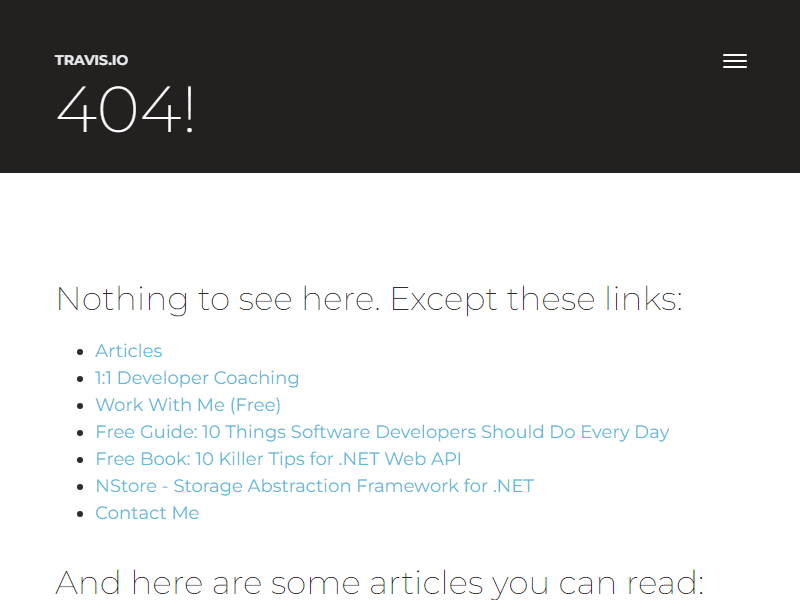 TRAVIS.IO
404!
Nothing to see here. Except these links:
Articles
1:1 Developer Coaching
Work With Me (Free)
Free Guide: 10 Things Software Developers Should Do Every Day
Free Book: 10 Killer Tips for .NET Web API
NStore - Storage Abstraction Framework for .NET
Contact Me
And here are some articles you can read: